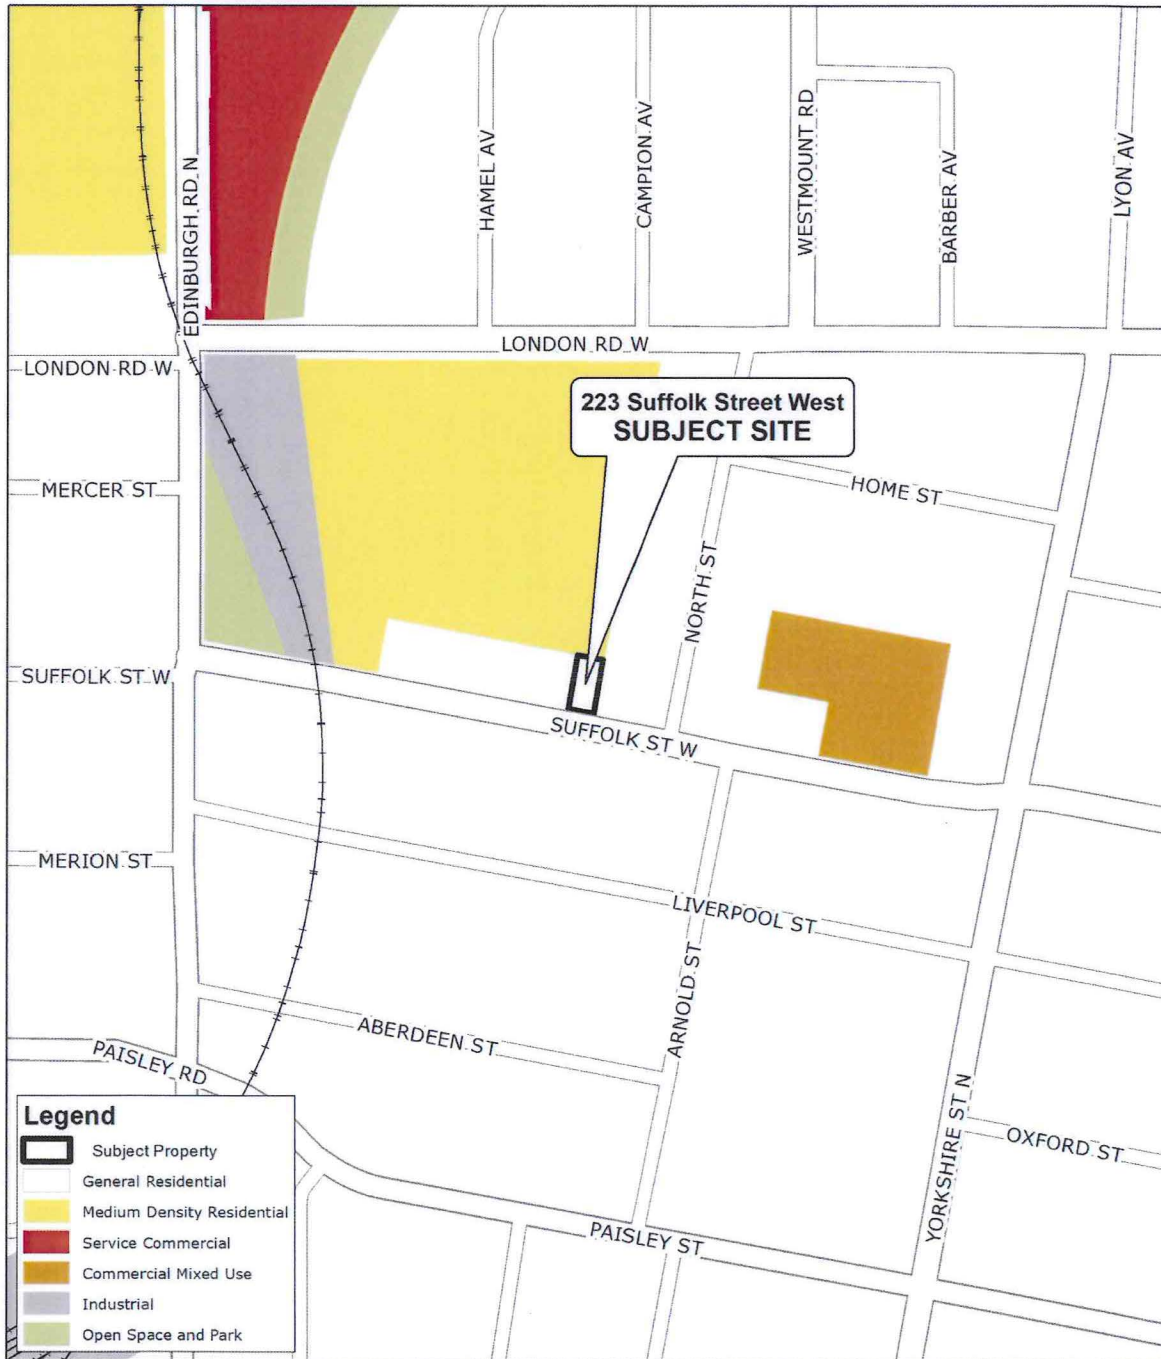 EDINBURGH RD N
HAMEL AV
CAMPION AV
WESTMOUNT RD
BARBER AV
LYON AV
LONDON RD W
LONDON RD W
223 Suffolk Street West
SUBJECT SITE
MERCER ST
HOME ST
NORTH ST
SUFFOLK ST W
SUFFOLK ST W
MERION ST
LIVERPOOL ST
ARNOLD ST
ABERDEEN ST
PAISLEY RD
YORKSHIRE ST N
OXFORD ST
PAISLEY ST
Legend
Subject Property
General Residential
Medium Density Residential
Service Commercial
Commercial Mixed Use
Industrial
Open Space and Park